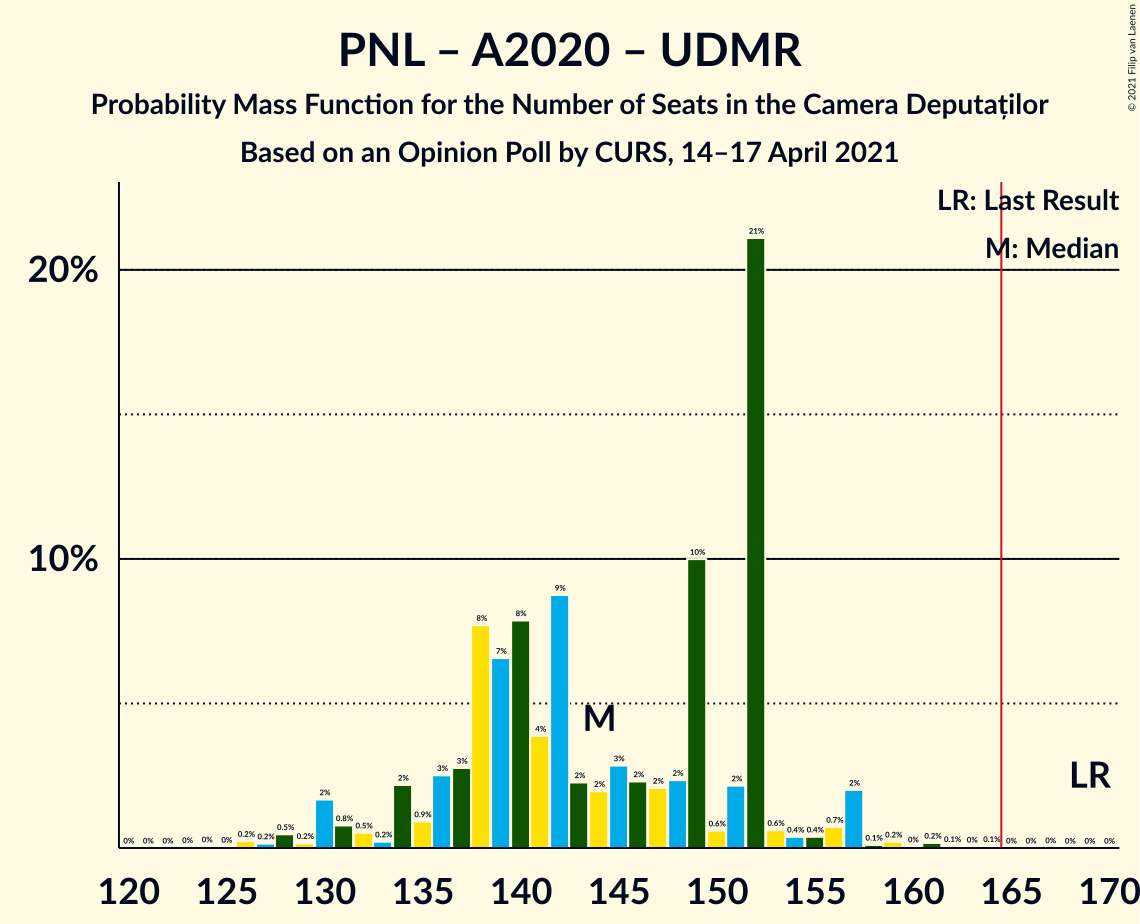 PNL – A2020 – UDMR
Probability Mass Function for the Number of Seats in the Camera Deputaților
Based on an Opinion Poll by CURS, 14–17 April 2021
© 2021 Filip van Laenen
LR: Last Result
M: Median
20%
10%
0% 0% 0% 0% 0% 0% 0.2% 0.2% 0.5% 0.2% 2% 0.8% 0.5% 0.2% 2% 0.9% 3% 3% 8% 7% 8% 4% 9% 2% 2% 3% 2% 2% 2% 10% 0.6% 2% 21% 0.6% 0.4% 0.4% 0.7% 2% 0.1% 0.2% 0% 0.2% 0.1% 0% 0.1% 0% 0% 0% 0% 0% 0%
M
LR
120 125 130 135 140 145 150 155 160 165 170